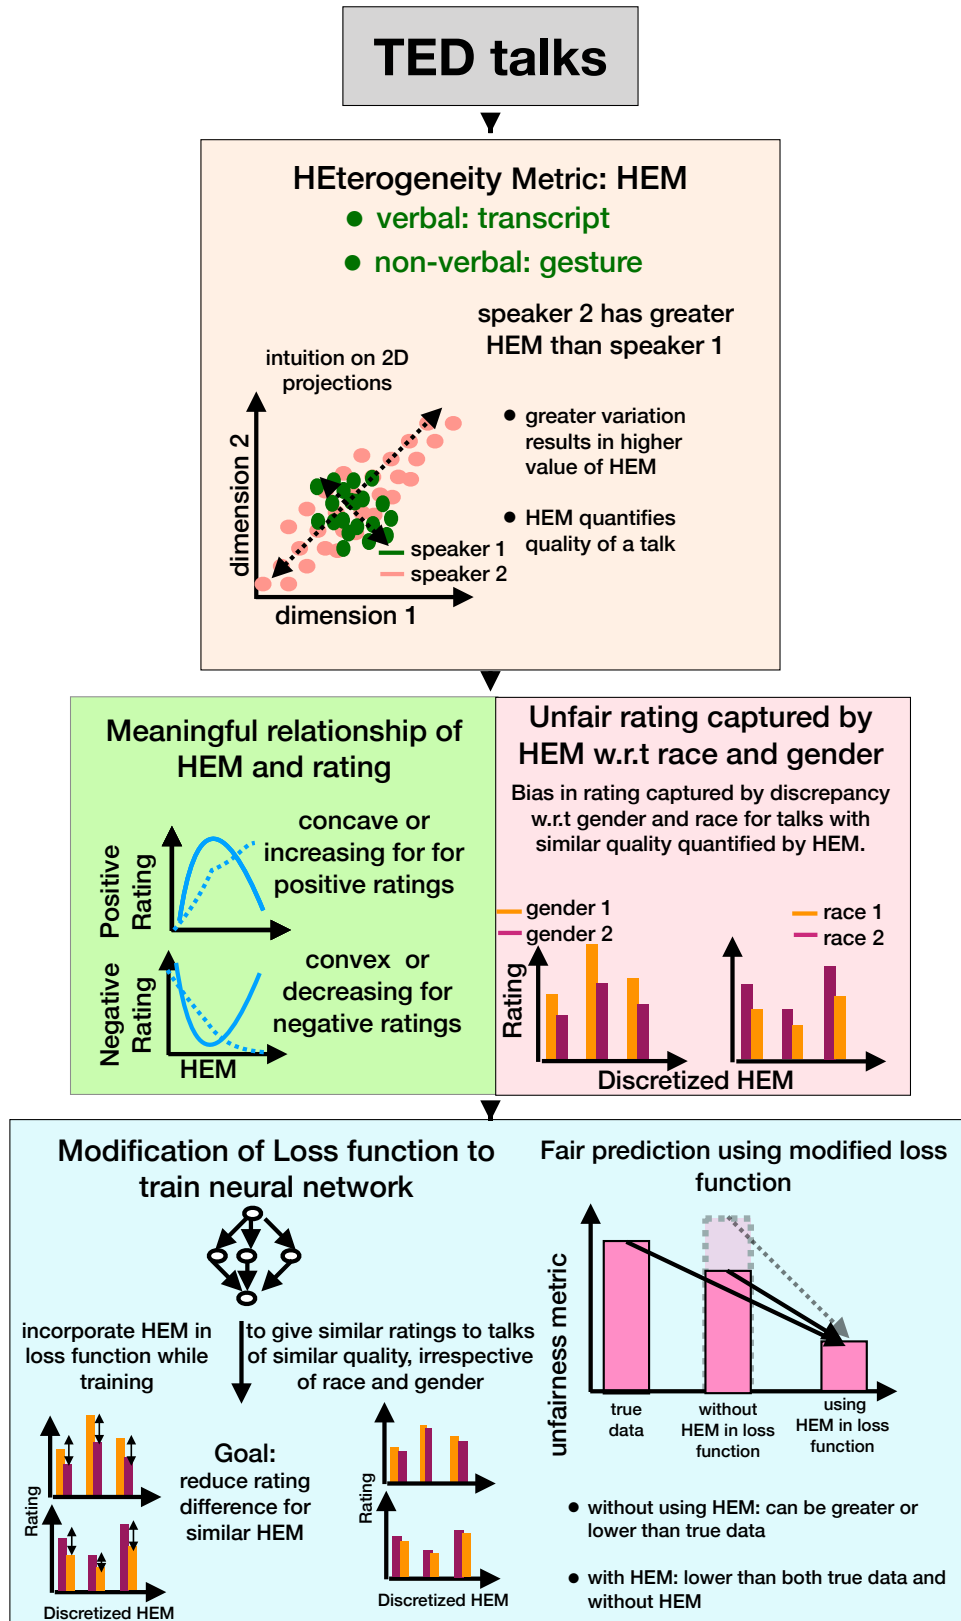 TED talks
HEterogeneity Metric: HEM
● verbal: transcript
● non-verbal: gesture
speaker 2 has greater
HEM than speaker 1
intuition on 2D
projections
dimension 2
dimension 1
speaker 1
speaker 2
● greater variation
results in higher
value of HEM
● HEM quantifies
quality of a talk
Meaningful relationship of
HEM and rating
Positive
Rating
concave or
increasing for for
positive ratings
Negative
Rating
convex or
decreasing for
negative ratings
HEM
Unfair rating captured by
HEM w.r.t race and gender
Bias in rating captured by discrepancy
w.r.t gender and race for talks with
similar quality quantified by HEM.
gender 1
gender 2
race 1
race 2
Rating
Discretized HEM
Modification of Loss function to
train neural network
incorporate HEM in
loss function while
training
to give similar ratings to talks
of similar quality, irrespective
of race and gender
Goal:
reduce rating
difference for
similar HEM
Rating
Discretized HEM
Rating
Discretized HEM
Fair prediction using modified loss
function
unfairness metric
true
data
without
HEM in loss
function
using
HEM in loss
function
● without using HEM: can be greater or
lower than true data
● with HEM: lower than both true data and
without HEM